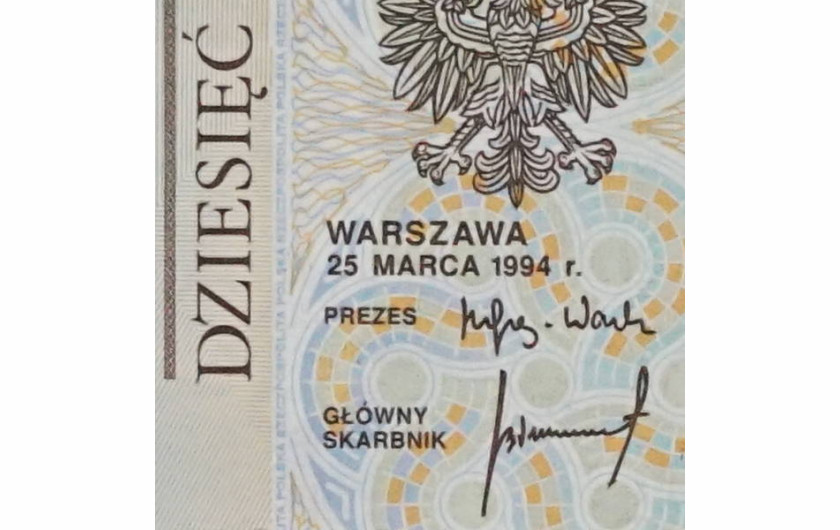 DZIESIĘĆ
WARSZAWA
25 MARCA 1994 r.
PREZES
GŁÓWNY
SKARBNIK